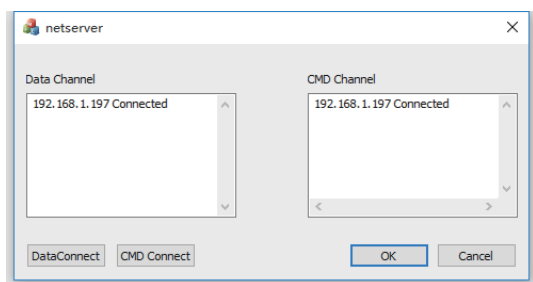 netserver
Data Channel
CMD Channel
192.168.1.197 Connected
192.168.1.197 Connected
DataConnect
CMD Connect
OK
Cancel